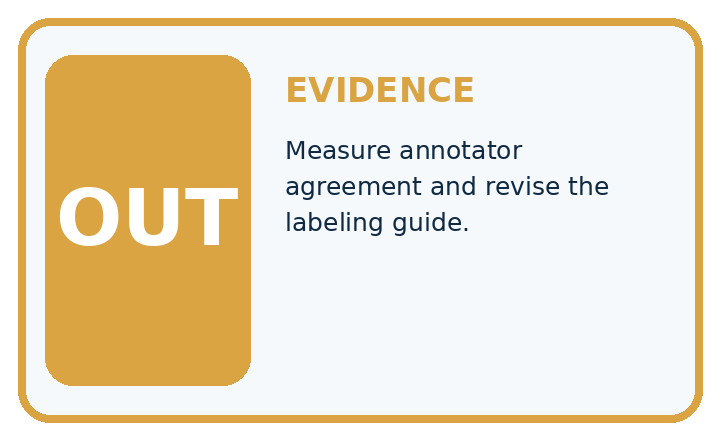 OUT
EVIDENCE
Measure annotator
agreement and revise the
labeling guide.